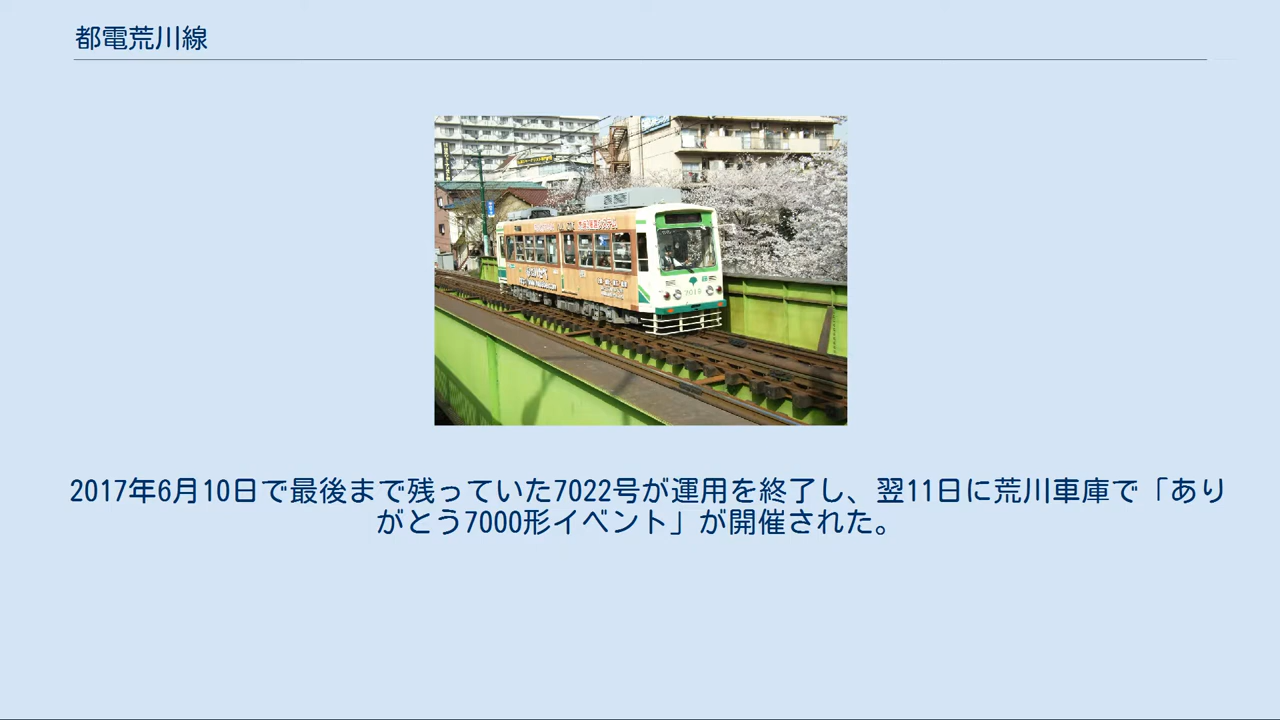 都電荒川線
2017年6月10日で最後まで残っていた7022号が運用を終了し、翌11日に荒川車庫で「あり
がとう7000形イベント」が開催された。